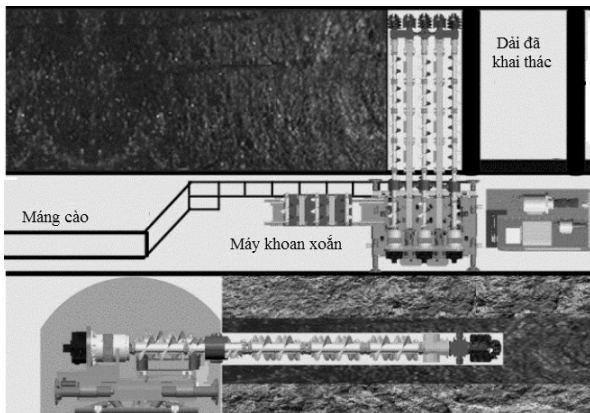 Dải đã
khai thác
Máng cào
Máy khoan xoắn